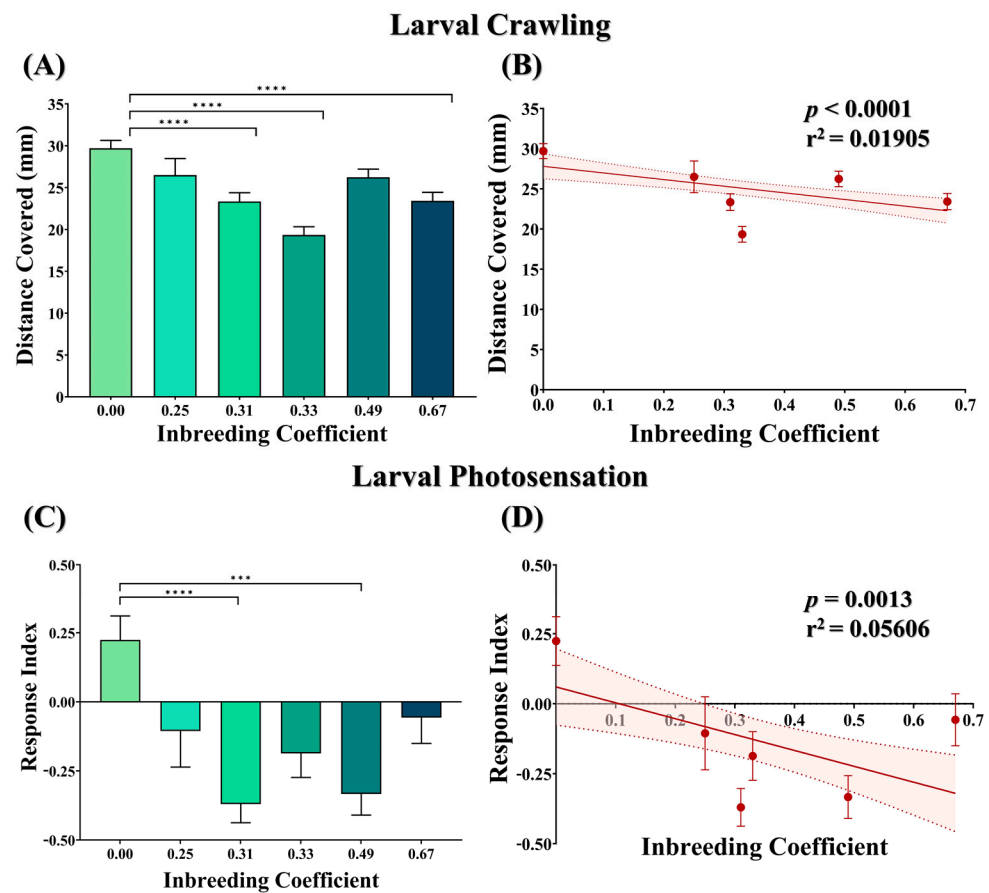 Larval Crawling
(A)
Distance Covered (mm)
35
30
25
20
15
10
5
0
****
****
****
0.00 0.25 0.31 0.33 0.49 0.67
Inbreeding Coefficient
(B)
Distance Covered (mm)
35
30
25
20
15
10
5
0
p < 0.0001
r² = 0.01905
0.0 0.1 0.2 0.3 0.4 0.5 0.6 0.7
Inbreeding Coefficient
Larval Photosensation
(C)
Response Index
0.50
0.25
0.00
-0.25
-0.50
***
****
0.00 0.25 0.31 0.33 0.49 0.67
Inbreeding Coefficient
(D)
Response Index
0.50
0.25
0.00
-0.25
-0.50
p = 0.0013
r² = 0.05606
0.1 0.2 0.3 0.4 0.5 0.6 0.7
Inbreeding Coefficient